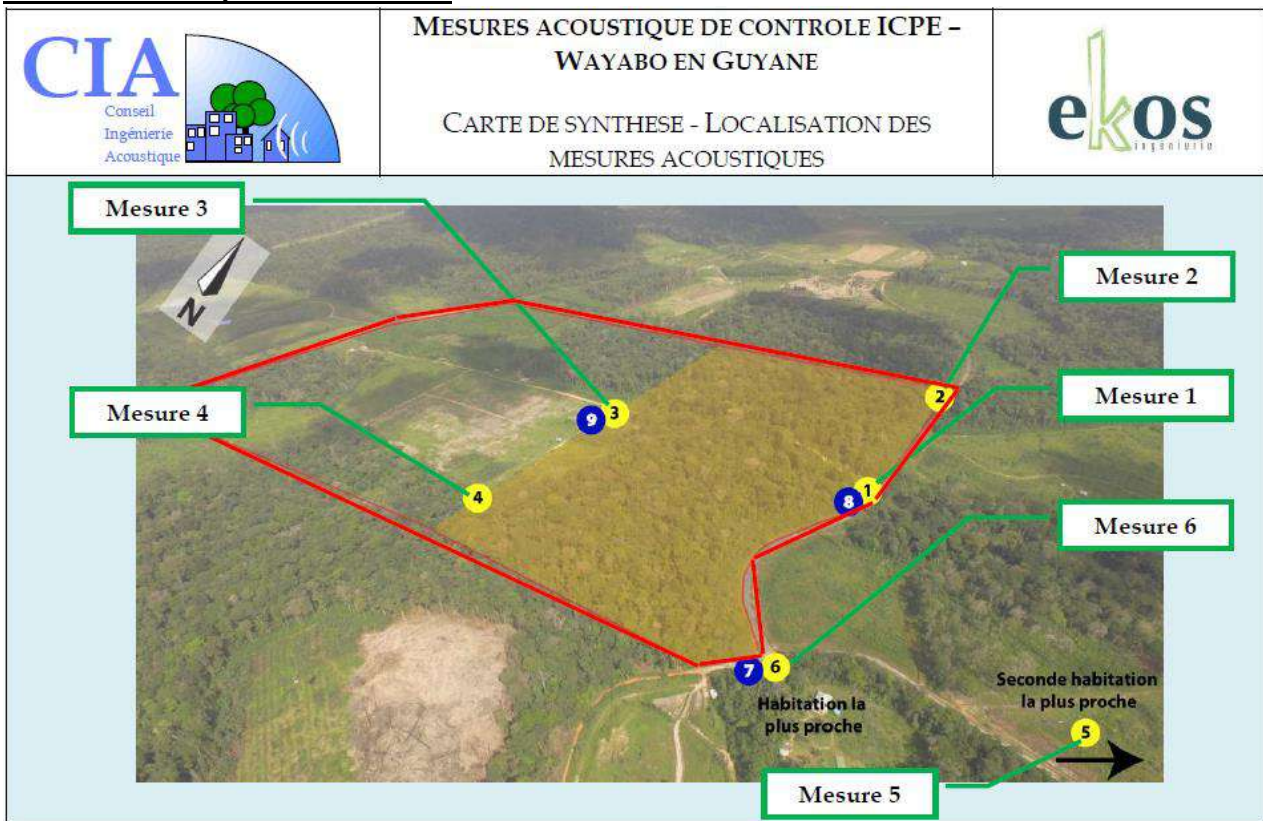 CIA
Conseil
Ingénierie
Acoustique
MESURES ACOUSTIQUE DE CONTROLE ICPE –
WAYABO EN GUYANE
CARTE DE SYNTHESE - LOCALISATION DES
MESURES ACOUSTIQUES
ekos
ingénierie
Mesure 3
N
Mesure 2
Mesure 4
Mesure 1
2
9
3
4
8
1
Mesure 6
7
6
Habitation la
plus proche
Seconde habitation
la plus proche
5
Mesure 5